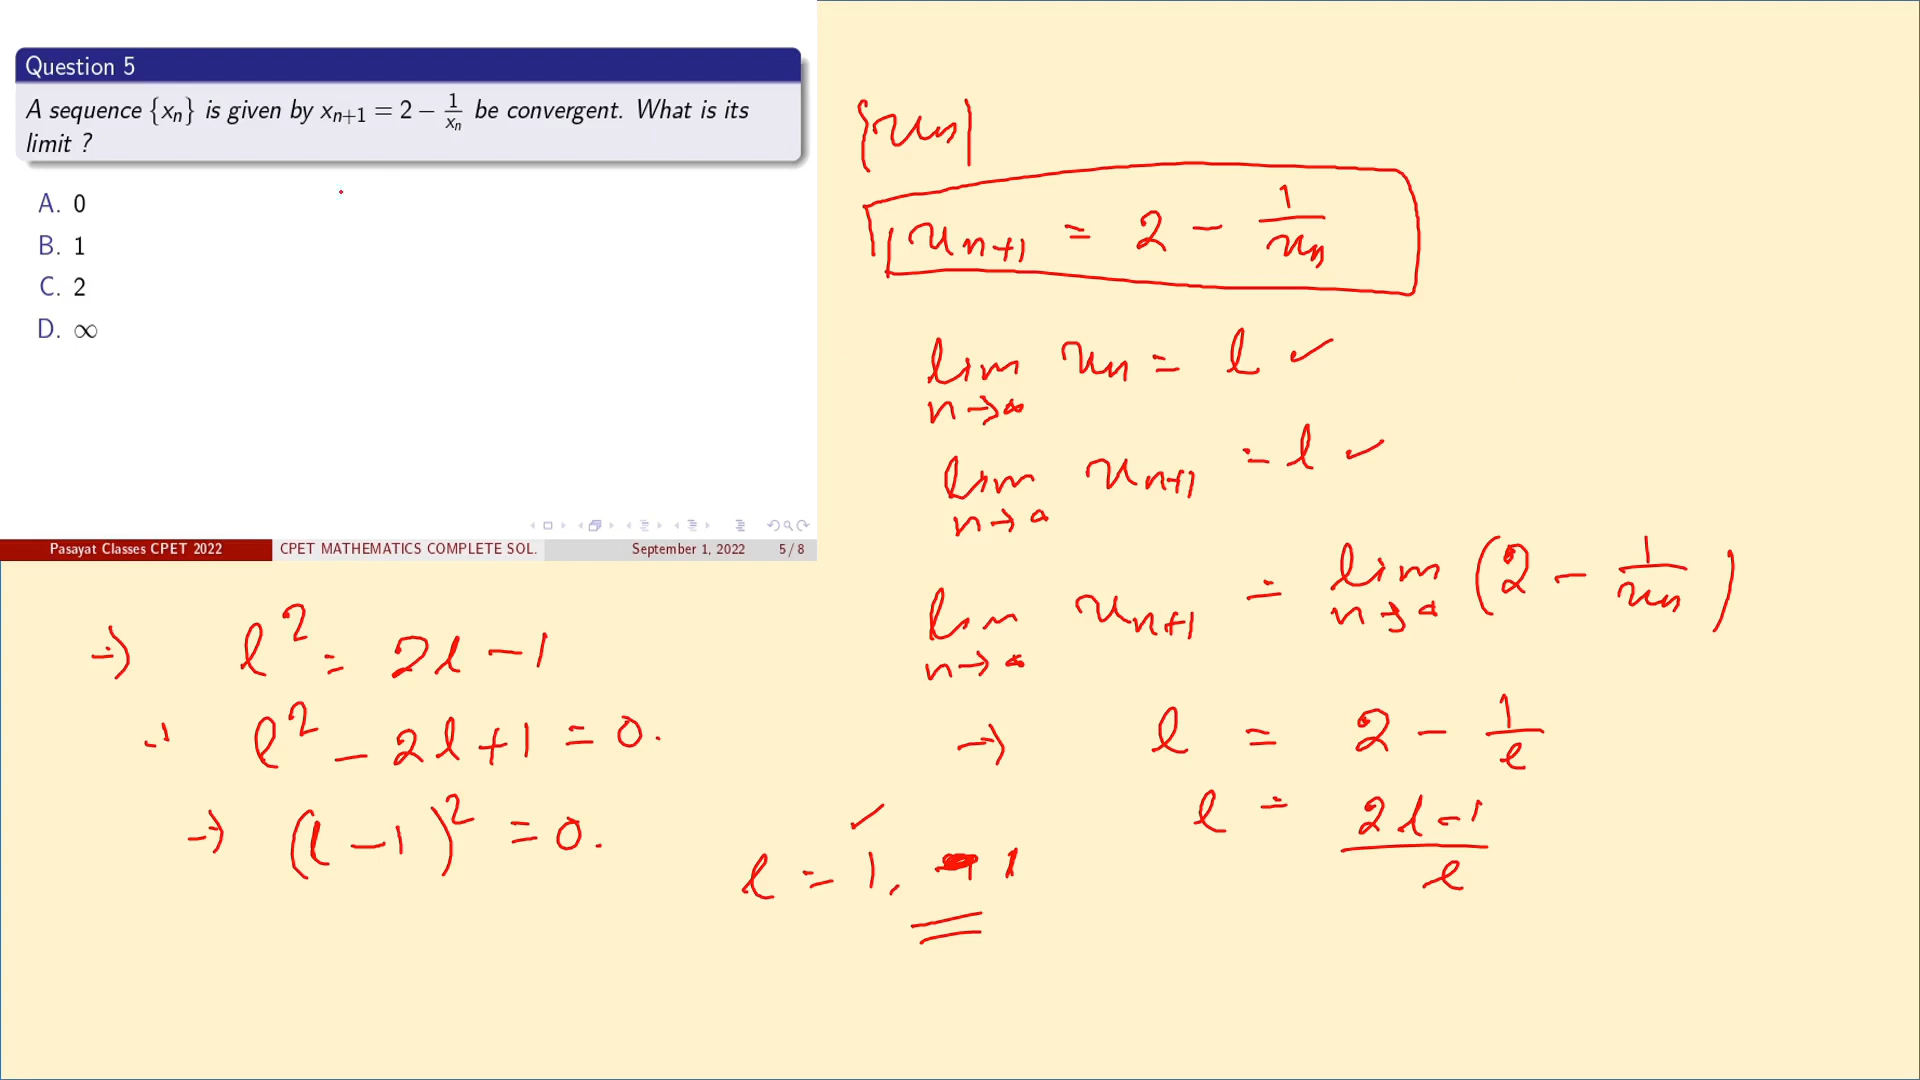 Question 5
A sequence {xₙ} is given by xₙ₊₁ = 2 − 1/xₙ be convergent. What is its
limit ?
A. 0
B. 1
C. 2
D. ∞
Pasayat Classes CPET 2022 CPET MATHEMATICS COMPLETE SOL. September 1, 2022 5 / 8
{xₙ}
xₙ₊₁ = 2 − 1/xₙ
lim n→∞ xₙ = l ✓
lim n→∞ xₙ₊₁ = l ✓
lim n→∞ xₙ₊₁ = lim n→∞ (2 − 1/xₙ)
→ l = 2 − 1/l
l = (2l−1)/l
→ l² = 2l − 1
l² − 2l + 1 = 0.
→ (l − 1)² = 0.
l = 1, 1 ✓